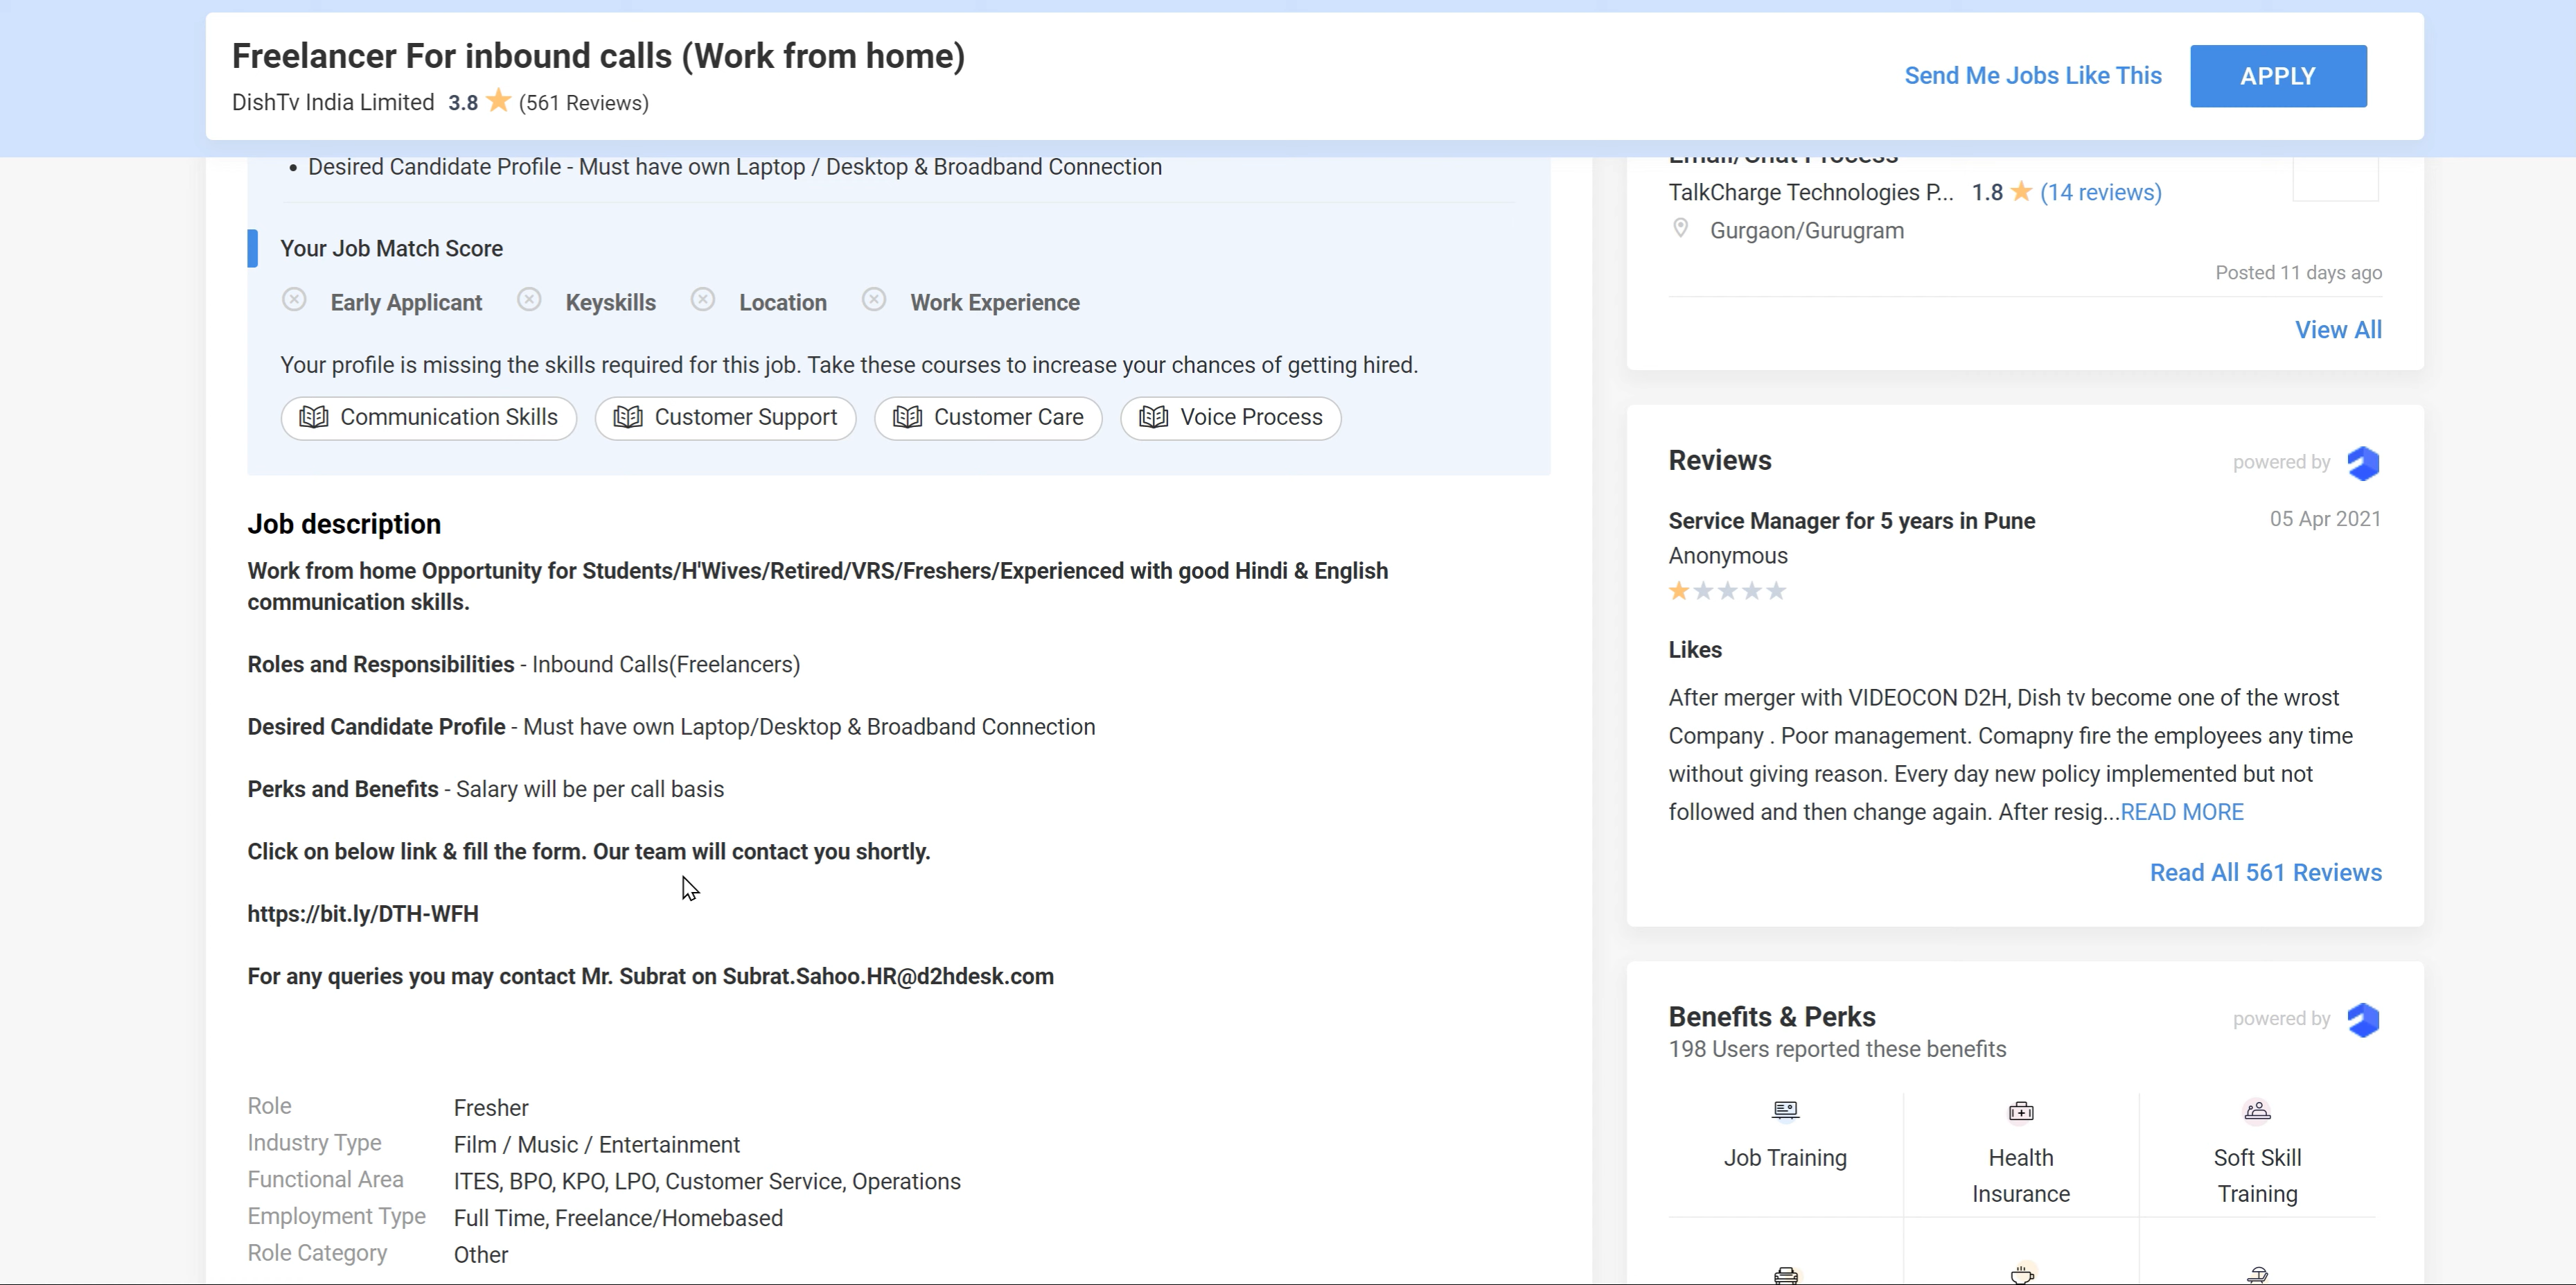 Freelancer For inbound calls (Work from home)
DishTv India Limited 3.8 (561 Reviews)
Send Me Jobs Like This
APPLY
• Desired Candidate Profile - Must have own Laptop / Desktop & Broadband Connection
Your Job Match Score
Early Applicant Keyskills Location Work Experience
Your profile is missing the skills required for this job. Take these courses to increase your chances of getting hired.
Communication Skills Customer Support Customer Care Voice Process
Job description
Work from home Opportunity for Students/H'Wives/Retired/VRS/Freshers/Experienced with good Hindi & English
communication skills.
Roles and Responsibilities - Inbound Calls(Freelancers)
Desired Candidate Profile - Must have own Laptop/Desktop & Broadband Connection
Perks and Benefits - Salary will be per call basis
Click on below link & fill the form. Our team will contact you shortly.
https://bit.ly/DTH-WFH
For any queries you may contact Mr. Subrat on Subrat.Sahoo.HR@d2hdesk.com
Role Fresher
Industry Type Film / Music / Entertainment
Functional Area ITES, BPO, KPO, LPO, Customer Service, Operations
Employment Type Full Time, Freelance/Homebased
Role Category Other
Email/Chat Process
TalkCharge Technologies P... 1.8 (14 reviews)
Gurgaon/Gurugram
Posted 11 days ago
View All
Reviews
powered by
Service Manager for 5 years in Pune 05 Apr 2021
Anonymous
Likes
After merger with VIDEOCON D2H, Dish tv become one of the wrost
Company . Poor management. Comapny fire the employees any time
without giving reason. Every day new policy implemented but not
followed and then change again. After resig...READ MORE
Read All 561 Reviews
Benefits & Perks
powered by
198 Users reported these benefits
Job Training
Health
Insurance
Soft Skill
Training